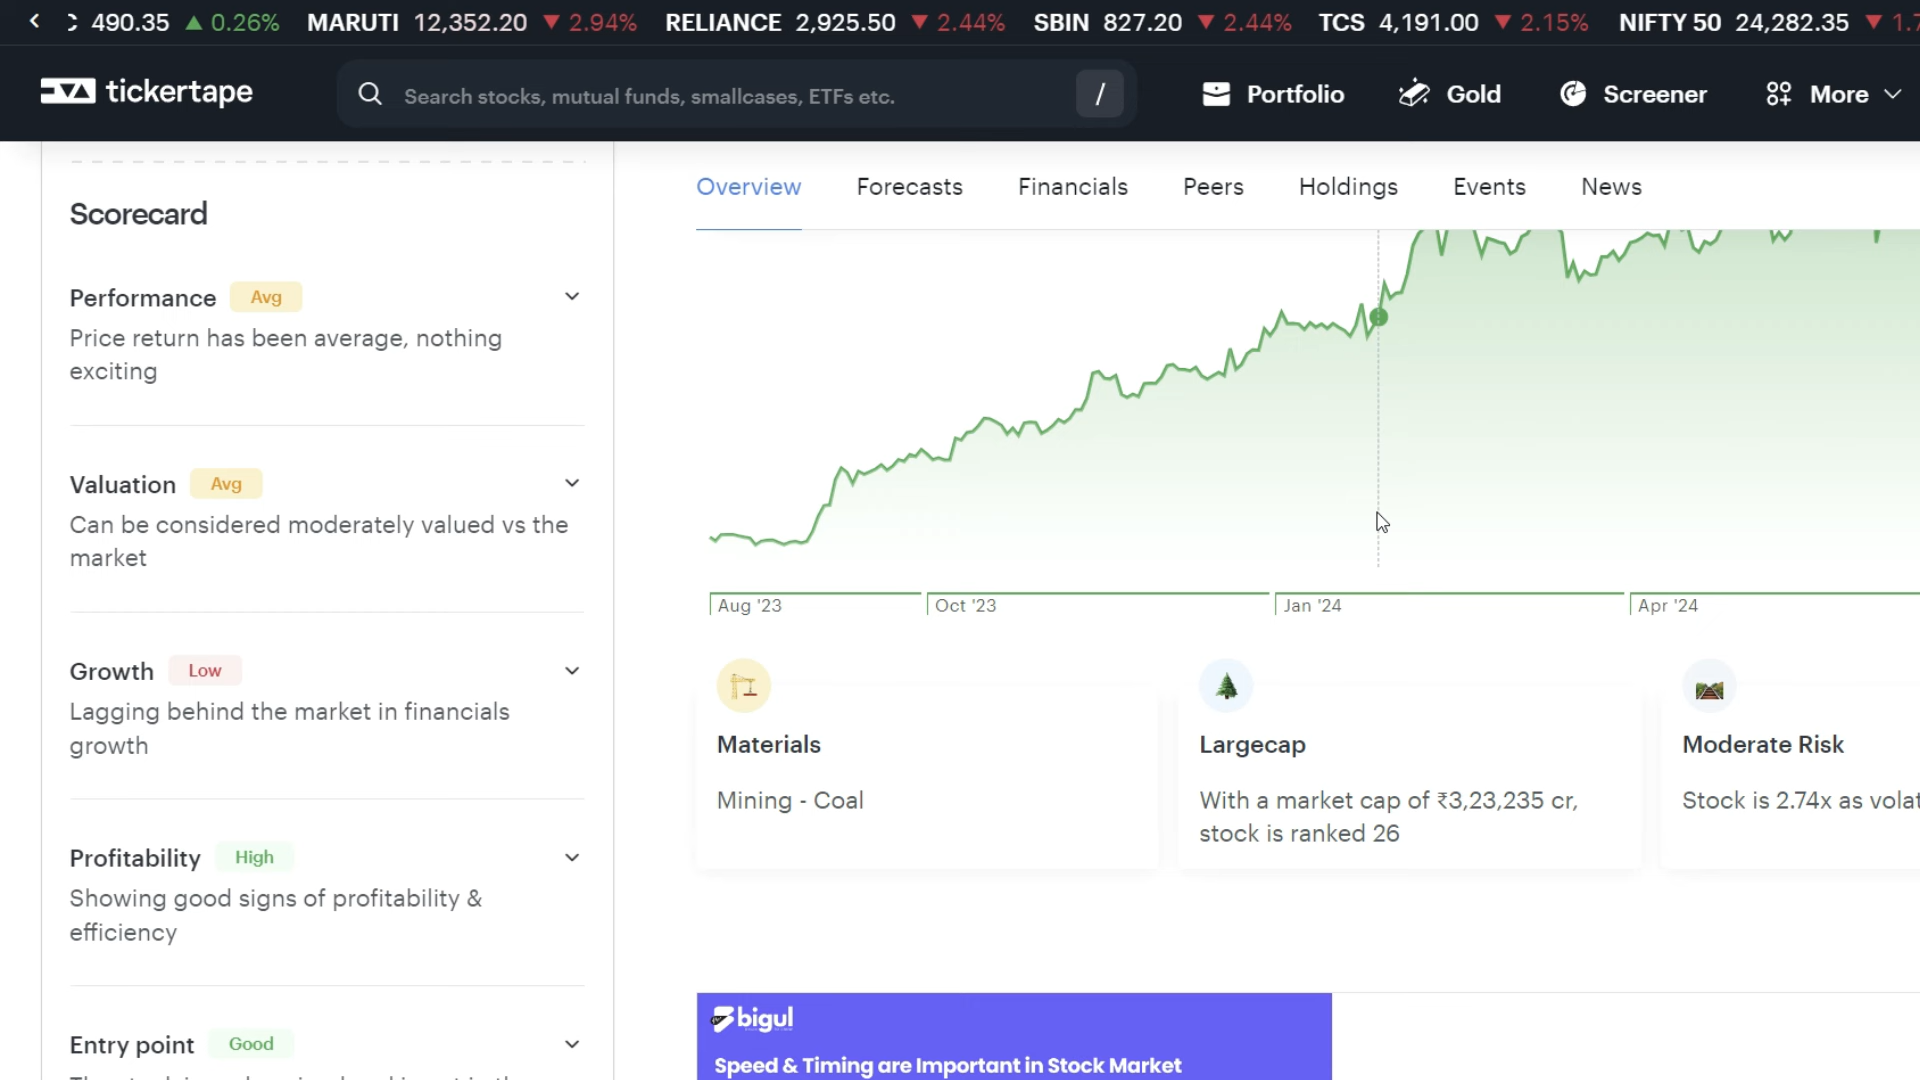 490.35 ▲ 0.26% MARUTI 12,352.20 ▼ 2.94% RELIANCE 2,925.50 ▼ 2.44% SBIN 827.20 ▼ 2.44% TCS 4,191.00 ▼ 2.15% NIFTY 50 24,282.35 ▼
tickertape
Search stocks, mutual funds, smallcases, ETFs etc.
/
Portfolio
Gold
Screener
More
Overview Forecasts Financials Peers Holdings Events News
Scorecard
Performance Avg
Price return has been average, nothing
exciting
Valuation Avg
Can be considered moderately valued vs the
market
Growth Low
Lagging behind the market in financials
growth
Profitability High
Showing good signs of profitability &
efficiency
Entry point Good
Aug '23 Oct '23 Jan '24 Apr '24
Materials
Mining - Coal
Largecap
With a market cap of ₹3,23,235 cr,
stock is ranked 26
Moderate Risk
Stock is 2.74x as
bigul
Speed & Timing are Important in Stock Market